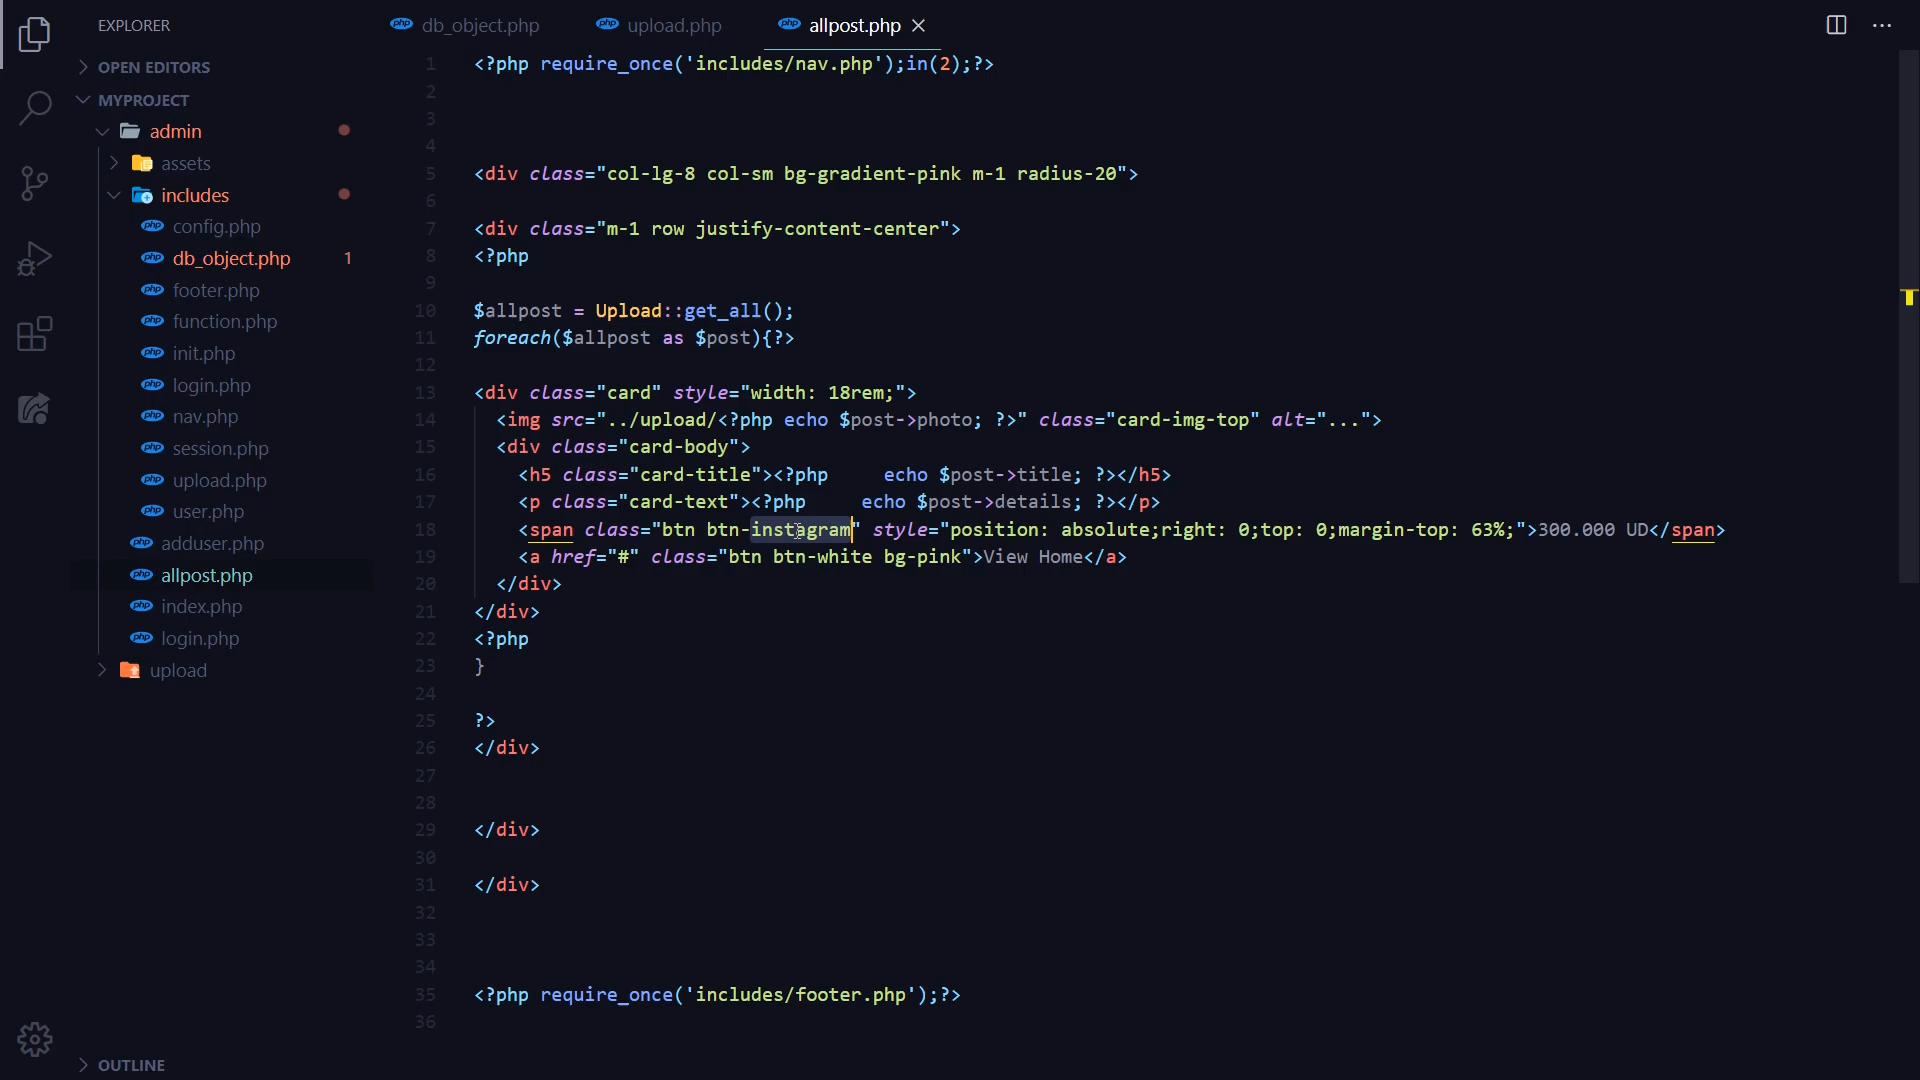 EXPLORER
OPEN EDITORS
MYPROJECT
admin
assets
includes
config.php
db_object.php 1
footer.php
function.php
init.php
login.php
nav.php
session.php
upload.php
user.php
adduser.php
allpost.php
index.php
login.php
upload
OUTLINE
db_object.php upload.php allpost.php
1 <?php require_once('includes/nav.php');in(2);?>
2
3
4
5 <div class="col-lg-8 col-sm bg-gradient-pink m-1 radius-20">
6
7 <div class="m-1 row justify-content-center">
8 <?php
9
10 $allpost = Upload::get_all();
11 foreach($allpost as $post){?>
12
13 <div class="card" style="width: 18rem;">
14 <img src="../upload/<?php echo $post->photo; ?>" class="card-img-top" alt="...">
15 <div class="card-body">
16 <h5 class="card-title"><?php     echo $post->title; ?></h5>
17 <p class="card-text"><?php     echo $post->details; ?></p>
18 <span class="btn btn-instagram" style="position: absolute;right: 0;top: 0;margin-top: 63%;">300.000 UD</span>
19 <a href="#" class="btn btn-white bg-pink">View Home</a>
20 </div>
21 </div>
22 <?php
23 }
24
25 ?>
26 </div>
27
28
29 </div>
30
31 </div>
32
33
34
35 <?php require_once('includes/footer.php');?>
36